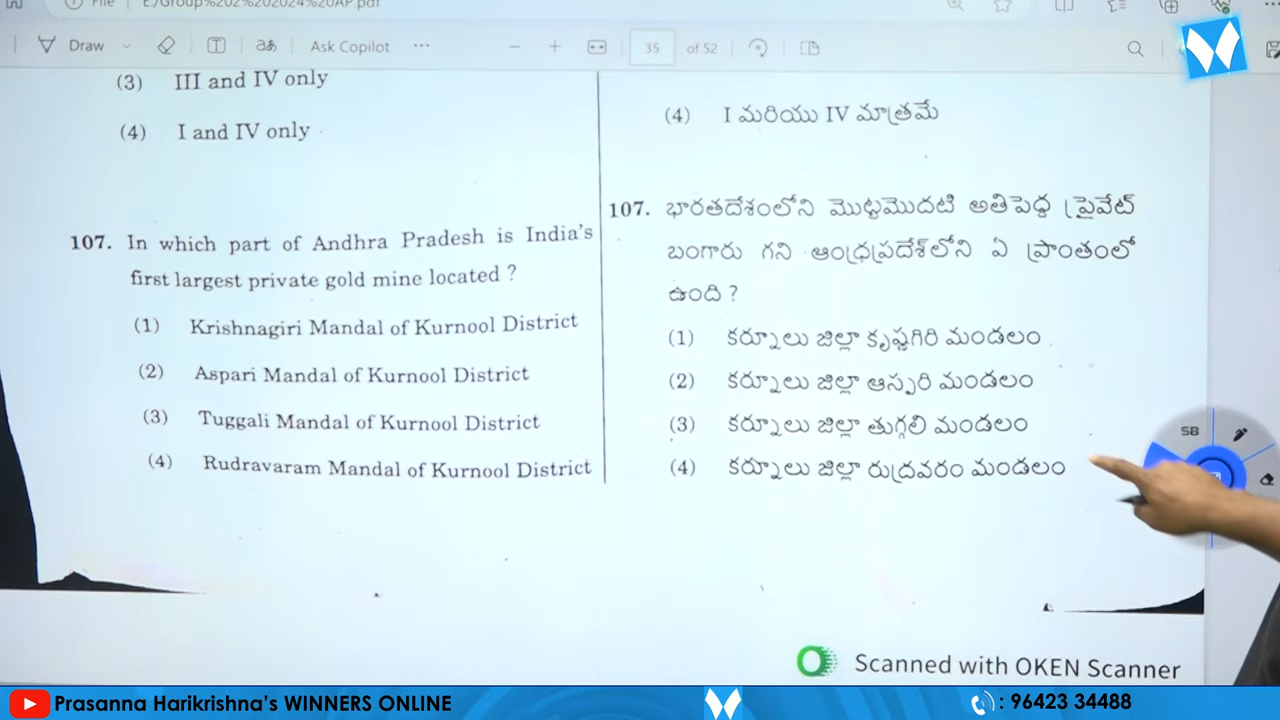 File
E:/Group%202%202024%20AP.pdf
Draw
T
aあ
Ask Copilot
35
of 52
(3) III and IV only
(4) I and IV only
107. In which part of Andhra Pradesh is India's
first largest private gold mine located ?
(1) Krishnagiri Mandal of Kurnool District
(2) Aspari Mandal of Kurnool District
(3) Tuggali Mandal of Kurnool District
(4) Rudravaram Mandal of Kurnool District
(4) I మరియు IV మాత్రమే
107. భారతదేశంలోని మొట్టమొదటి అతిపెద్ద ప్రైవేట్
బంగారు గని ఆంధ్రప్రదేశ్‌లోని ఏ ప్రాంతంలో
ఉంది ?
(1) కర్నూలు జిల్లా కృష్ణగిరి మండలం
(2) కర్నూలు జిల్లా ఆస్పరి మండలం
(3) కర్నూలు జిల్లా తుగ్గలి మండలం
(4) కర్నూలు జిల్లా రుద్రవరం మండలం
58
Scanned with OKEN Scanner
Prasanna Harikrishna's WINNERS ONLINE
: 96423 34488